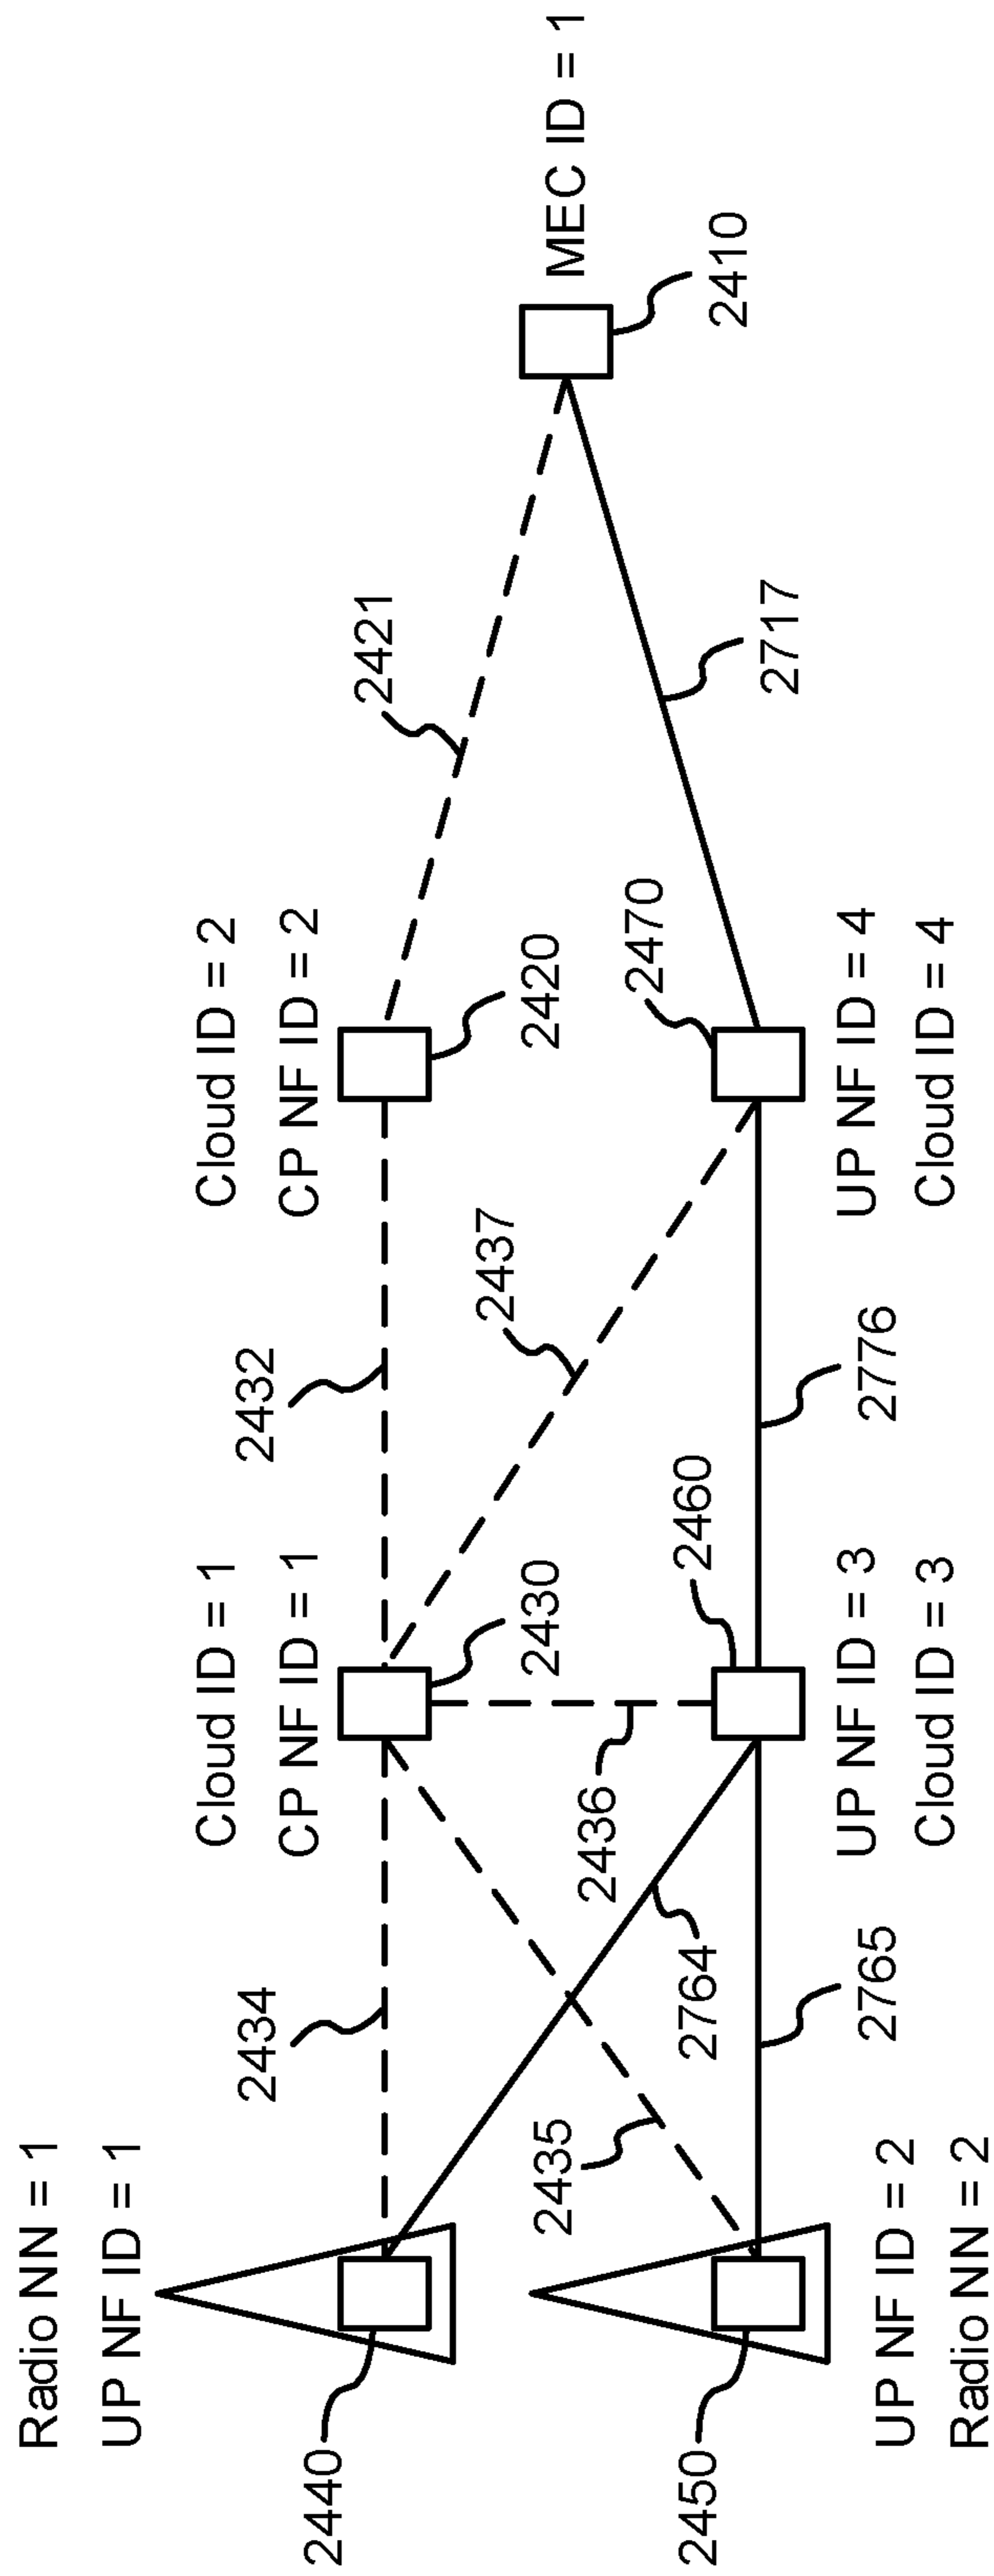 Radio NN = 1
UP NF ID = 1
Cloud ID = 1
CP NF ID = 1
Cloud ID = 2
CP NF ID = 2
MEC ID = 1
2440
2434
2432
2421
2430
2420
2410
2437
2435
2436
2460
2470
2764
2450
2765
2776
2717
UP NF ID = 2
Radio NN = 2
UP NF ID = 3
Cloud ID = 3
UP NF ID = 4
Cloud ID = 4